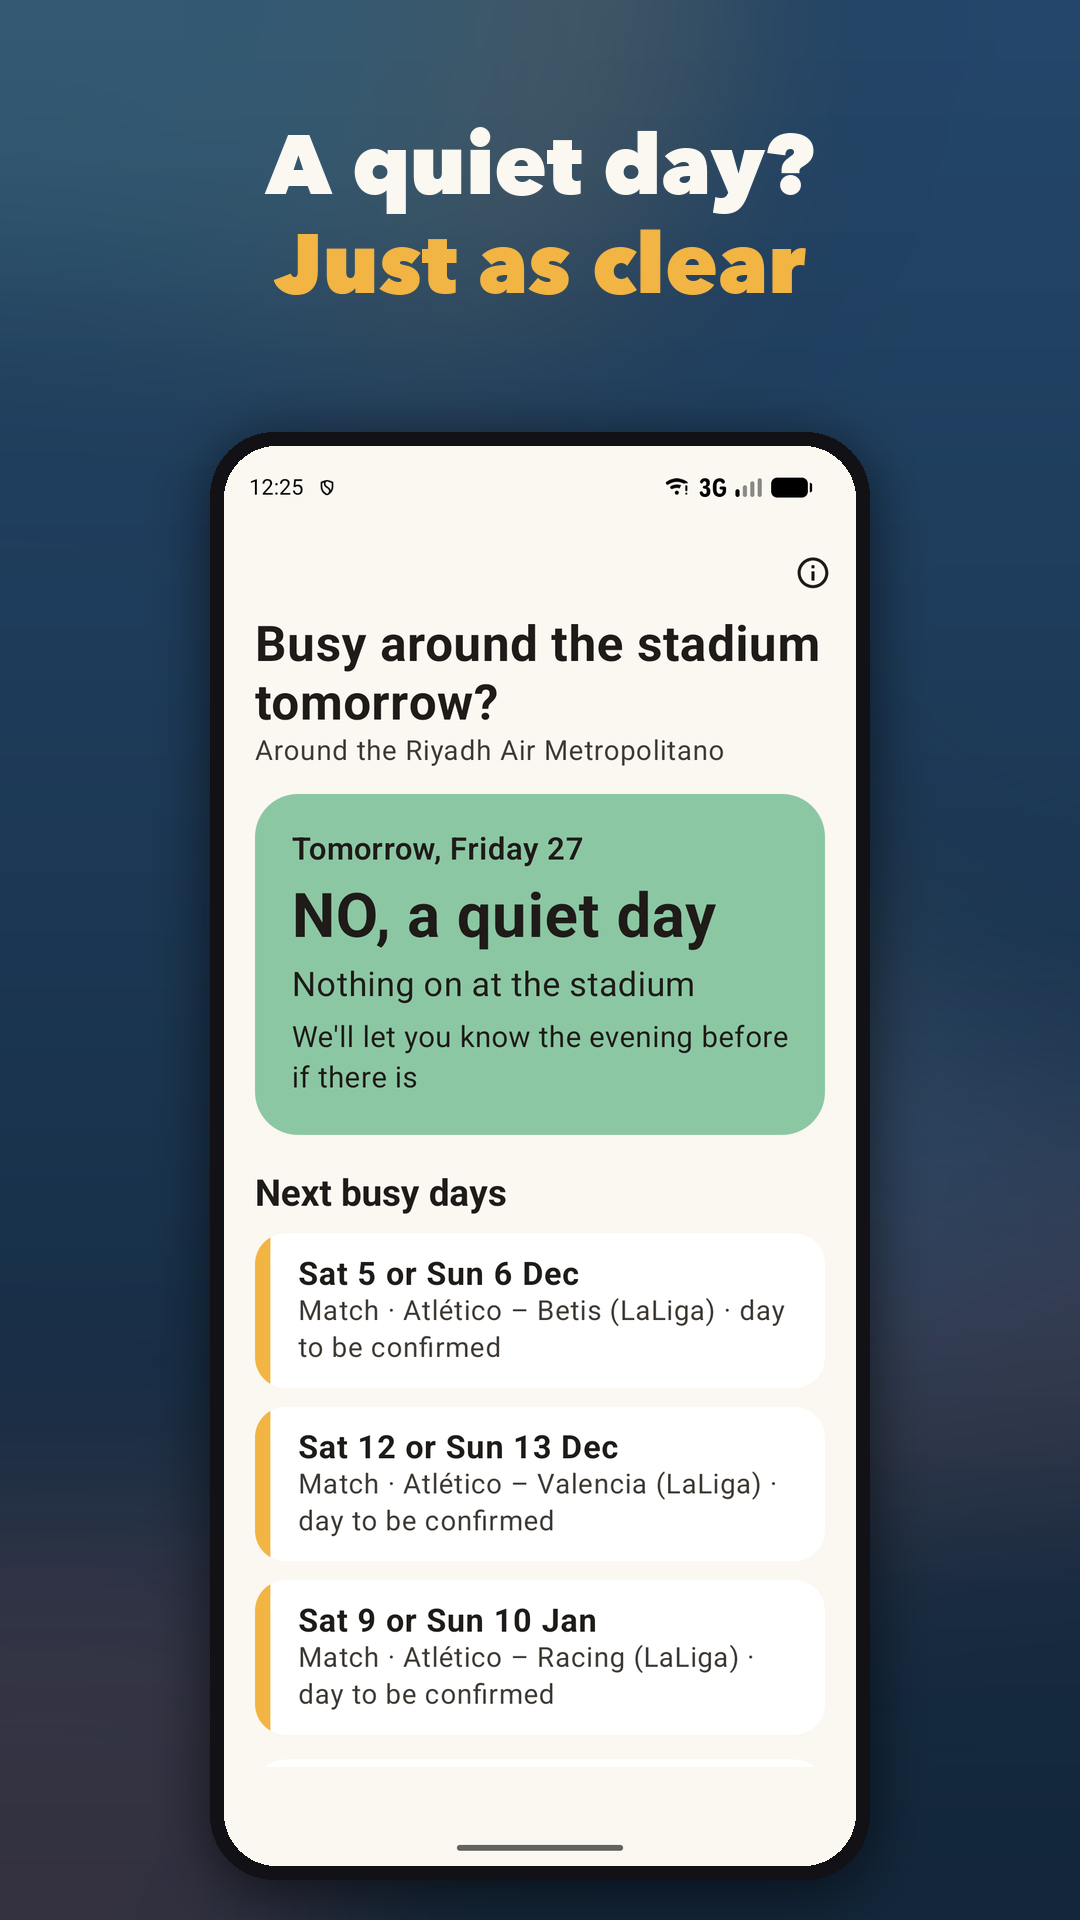 A quiet day?
Just as clear
12:25
3G
Busy around the stadium
tomorrow?
Around the Riyadh Air Metropolitano
Tomorrow, Friday 27
NO, a quiet day
Nothing on at the stadium
We'll let you know the evening before
if there is
Next busy days
Sat 5 or Sun 6 Dec
Match · Atlético – Betis (LaLiga) · day
to be confirmed
Sat 12 or Sun 13 Dec
Match · Atlético – Valencia (LaLiga) ·
day to be confirmed
Sat 9 or Sun 10 Jan
Match · Atlético – Racing (LaLiga) ·
day to be confirmed